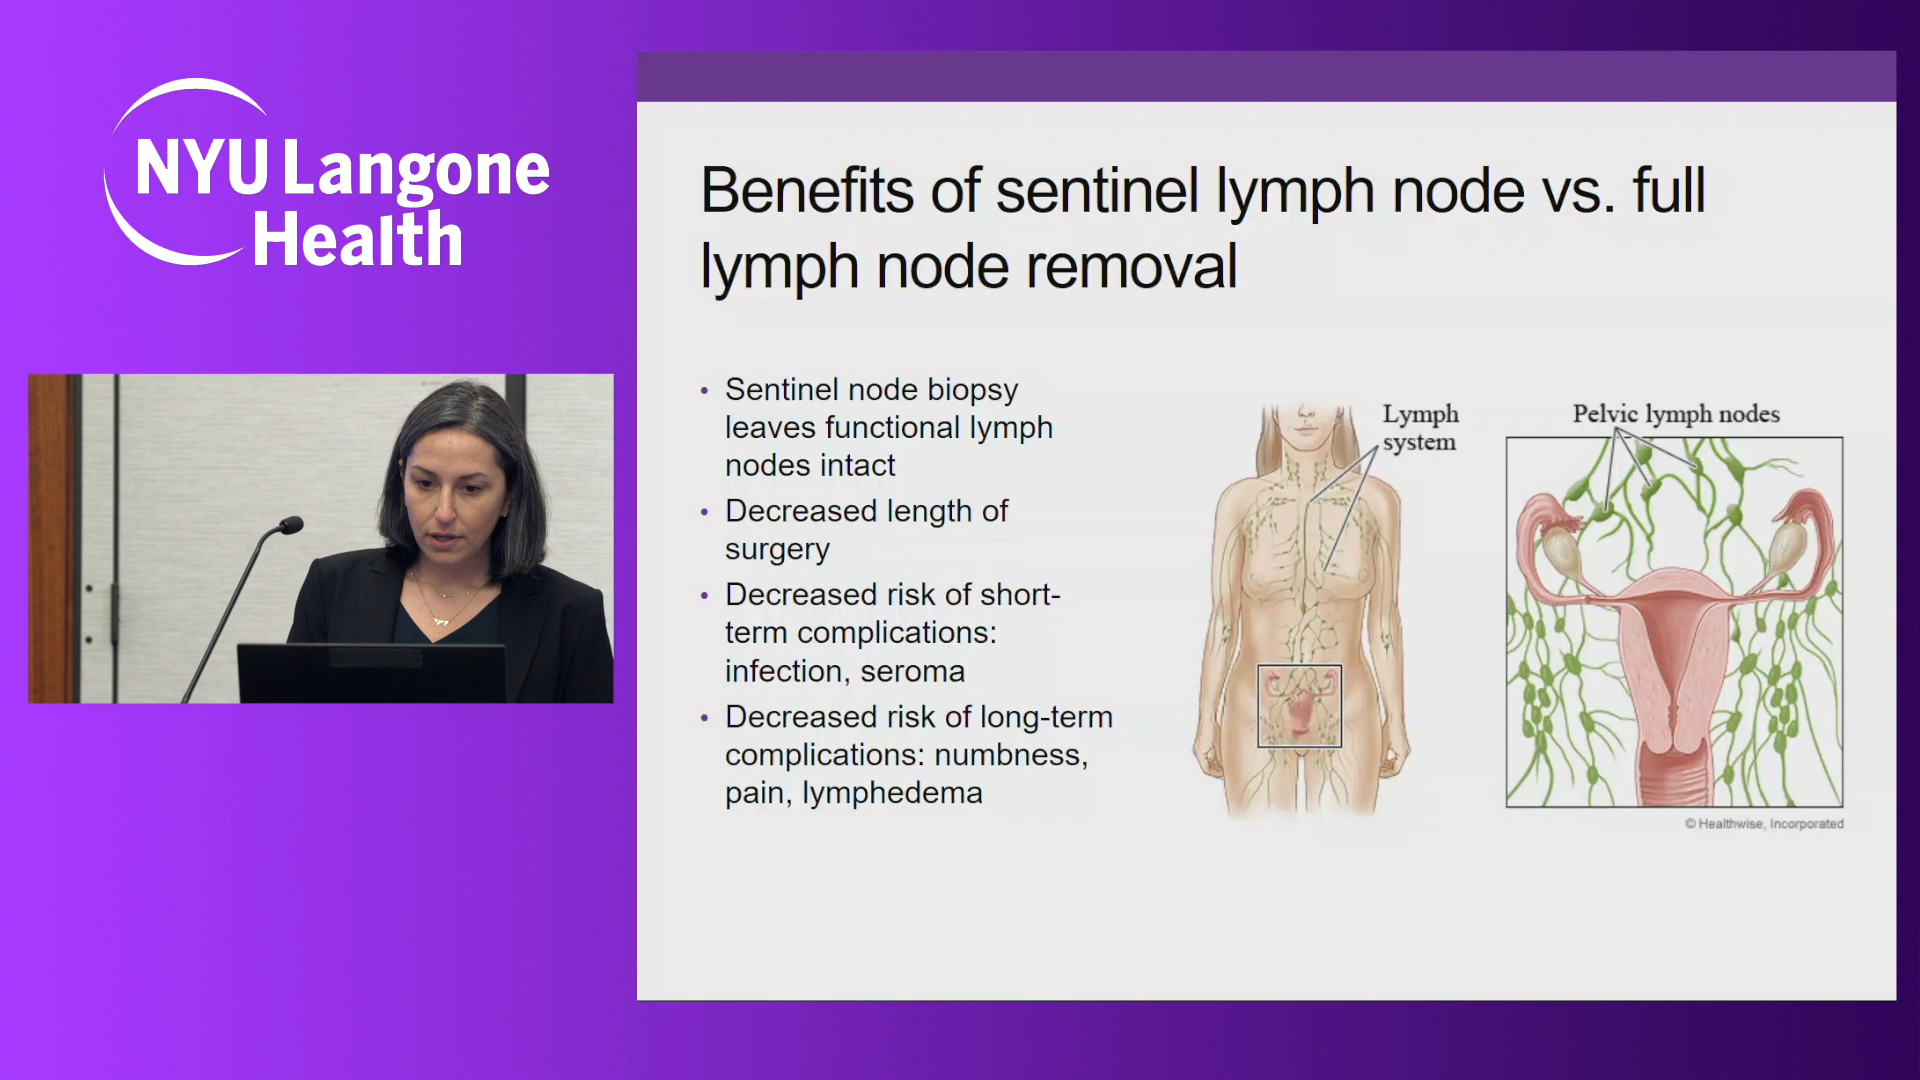 NYU Langone
Health
Benefits of sentinel lymph node vs. full
lymph node removal
• Sentinel node biopsy
leaves functional lymph
nodes intact
• Decreased length of
surgery
• Decreased risk of short-
term complications:
infection, seroma
• Decreased risk of long-term
complications: numbness,
pain, lymphedema
Lymph
system
Pelvic lymph nodes
© Healthwise, Incorporated